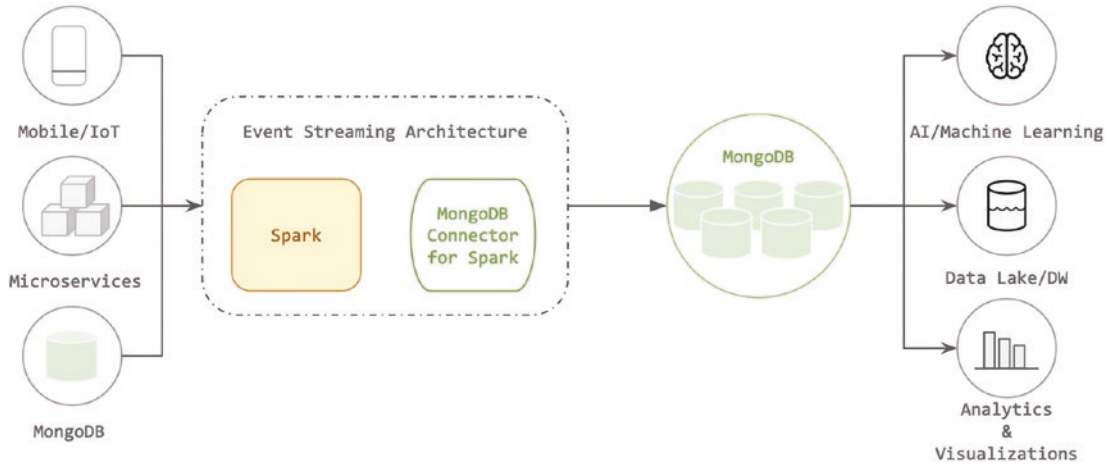 Mobile/IoT
Microservices
MongoDB
Event Streaming Architecture
Spark
MongoDB
Connector
for Spark
MongoDB
AI/Machine Learning
Data Lake/DW
Analytics
&
Visualizations